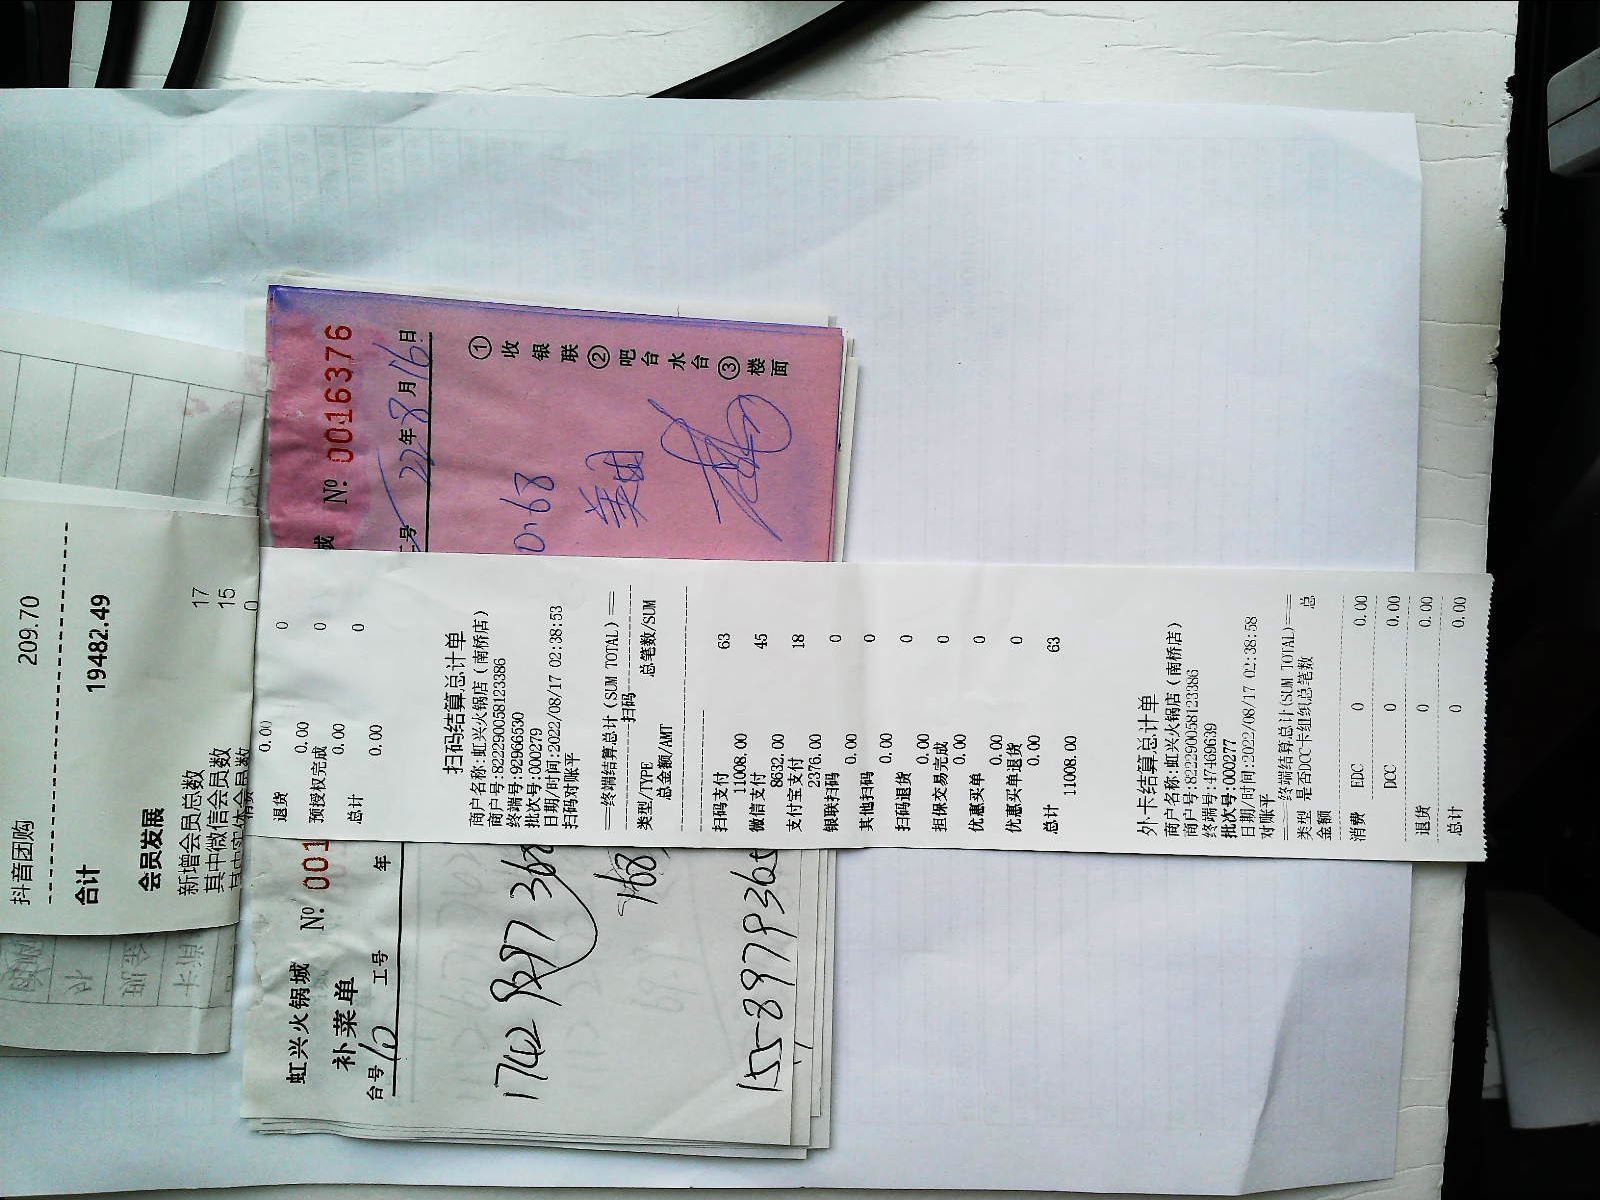 抖音团购 209.70
合计 19482.49
会员发展
新增会员总数 17
其中微信会员数 15
其中实体会员数 0
№ 0016376
22年8月16日
①收银联②吧台水台③楼面
0.68
虹兴火锅城 № 001
补菜单
台号 10 工号 年
1742
168
0.00
退货 0
0.00
预授权完成 0
0.00
总计 0
0.00
扫码结算总计单
商户名称:虹兴火锅店(南桥店)
商户号:822290058123386
终端号:92966530
批次号:000279
日期/时间:2022/08/17 02:38:53
扫码对账平
终端结算总计(SUM TOTAL)
扫码
类型/TYPE 总笔数/SUM
总金额/AMT
扫码支付 63
11008.00
微信支付 45
8632.00
支付宝支付 18
2376.00
银联扫码 0
0.00
其他扫码 0
0.00
扫码退货 0
0.00
担保交易完成 0
0.00
优惠买单 0
0.00
优惠买单退货 0
0.00
总计 63
11008.00
外卡结算总计单
商户名称:虹兴火锅店(南桥店)
商户号:822290058123386
终端号:47469639
批次号:000277
日期/时间:2022/08/17 02:38:58
对账平
终端结算总计(SUM TOTAL)
类型 是否DCC卡组织总笔数 总
金额
消费 EDC 0 0.00
DCC 0 0.00
退货 0 0.00
总计 0 0.00